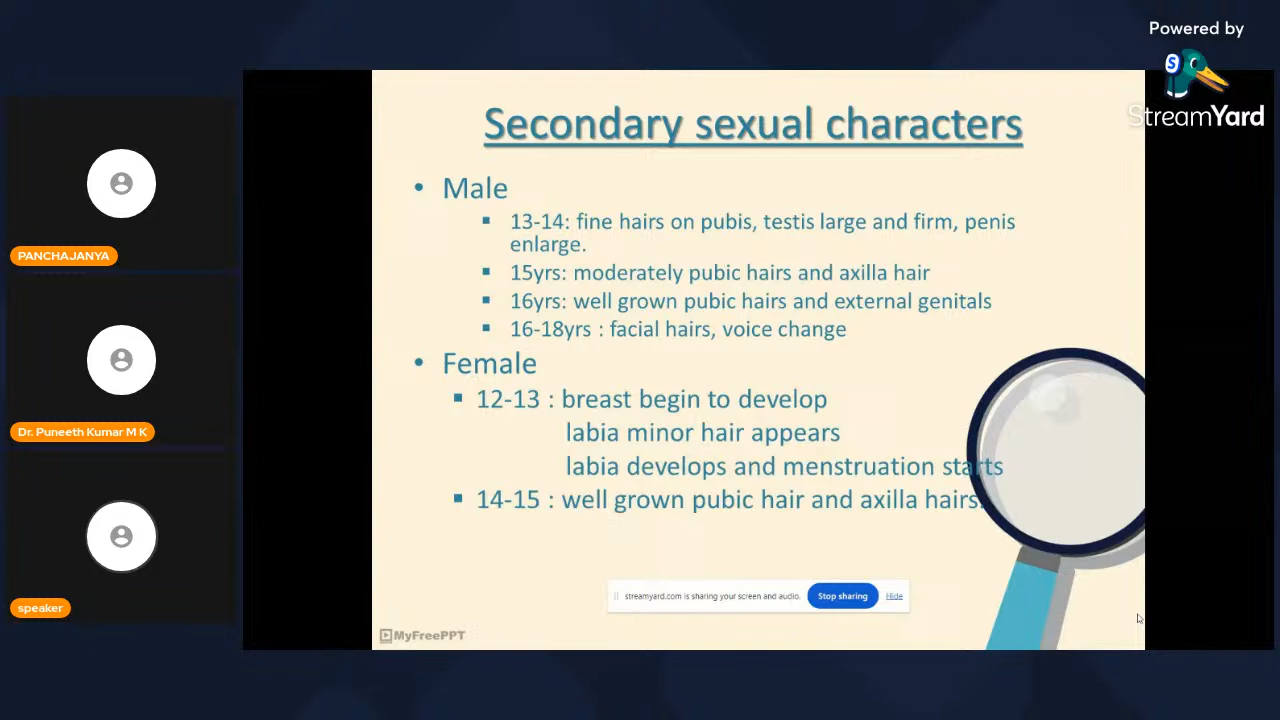 Powered by
StreamYard
Secondary sexual characters
• Male
▪ 13-14: fine hairs on pubis, testis large and firm, penis
enlarge.
▪ 15yrs: moderately pubic hairs and axilla hair
▪ 16yrs: well grown pubic hairs and external genitals
▪ 16-18yrs : facial hairs, voice change
• Female
▪ 12-13 : breast begin to develop
labia minor hair appears
labia develops and menstruation starts
▪ 14-15 : well grown pubic hair and axilla hairs.
streamyard.com is sharing your screen and audio. Stop sharing Hide
MyFreePPT
PANCHAJANYA
Dr. Puneeth Kumar M K
speaker